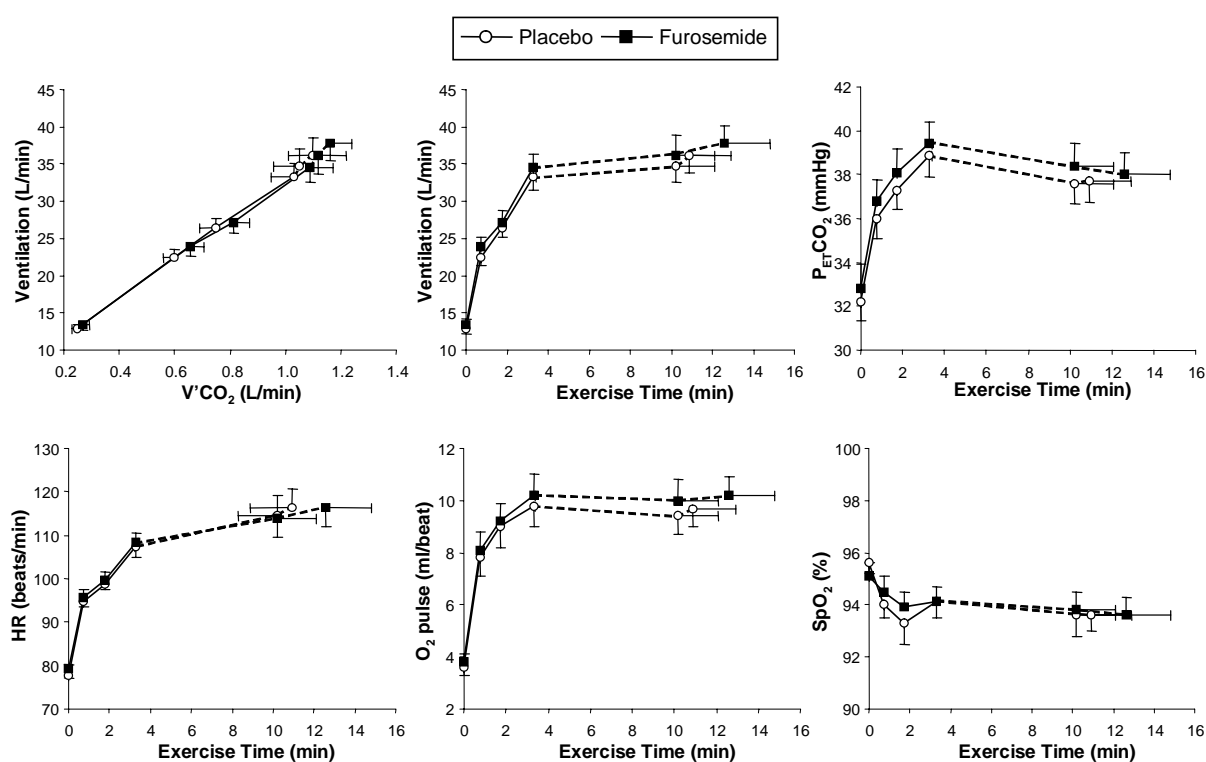 Placebo Furosemide
45
40
35
30
25
20
15
10
Ventilation (L/min)
0.2 0.4 0.6 0.8 1.0 1.2 1.4
V’CO₂ (L/min)
45
40
35
30
25
20
15
10
Ventilation (L/min)
0 2 4 6 8 10 12 14 16
Exercise Time (min)
44
42
40
38
36
34
32
30
PETCO₂ (mmHg)
0 2 4 6 8 10 12 14 16
Exercise Time (min)
130
120
110
100
90
80
70
HR (beats/min)
0 2 4 6 8 10 12 14 16
Exercise Time (min)
12
10
8
6
4
2
O₂ pulse (ml/beat)
0 2 4 6 8 10 12 14 16
Exercise Time (min)
100
98
96
94
92
90
SpO₂ (%)
0 2 4 6 8 10 12 14 16
Exercise Time (min)